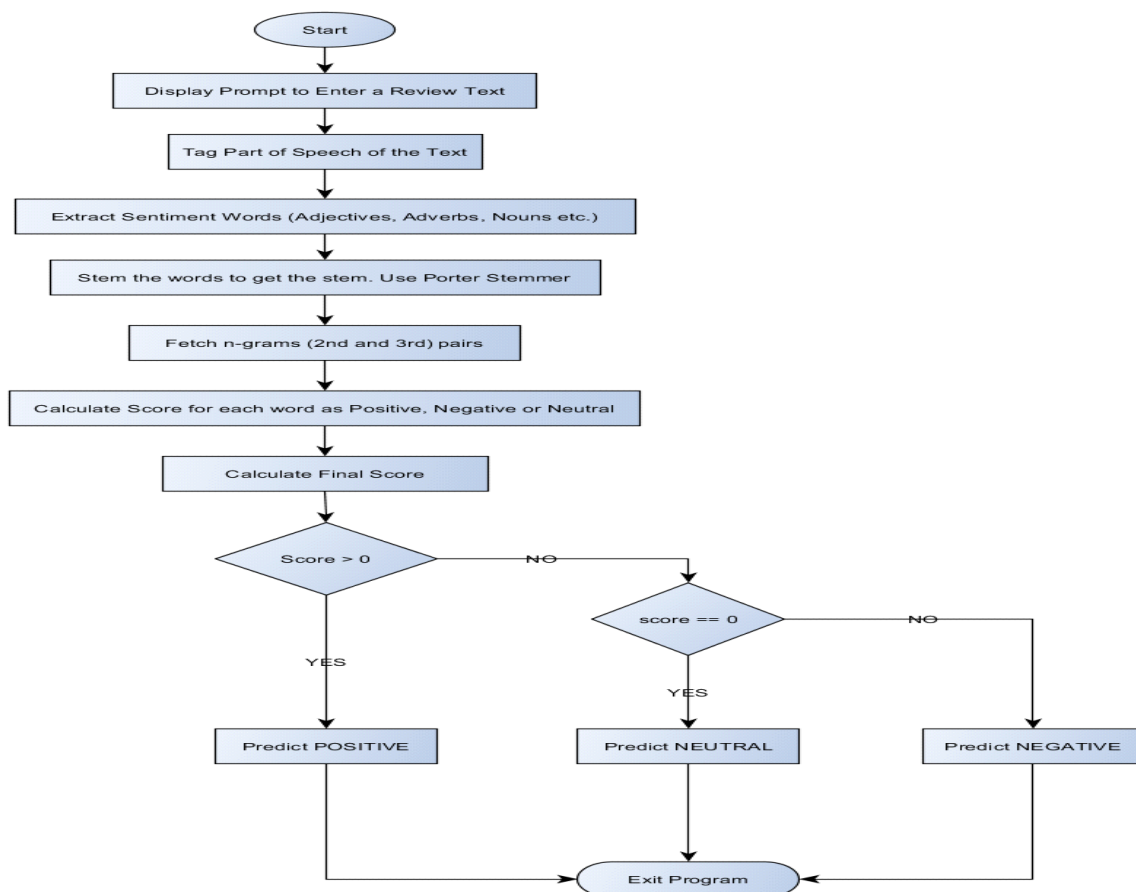 Start
Display Prompt to Enter a Review Text
Tag Part of Speech of the Text
Extract Sentiment Words (Adjectives, Adverbs, Nouns etc.)
Stem the words to get the stem. Use Porter Stemmer
Fetch n-grams (2nd and 3rd) pairs
Calculate Score for each word as Positive, Negative or Neutral
Calculate Final Score
Score > 0
NO
score == 0
NO
YES
YES
Predict POSITIVE
Predict NEUTRAL
Predict NEGATIVE
Exit Program